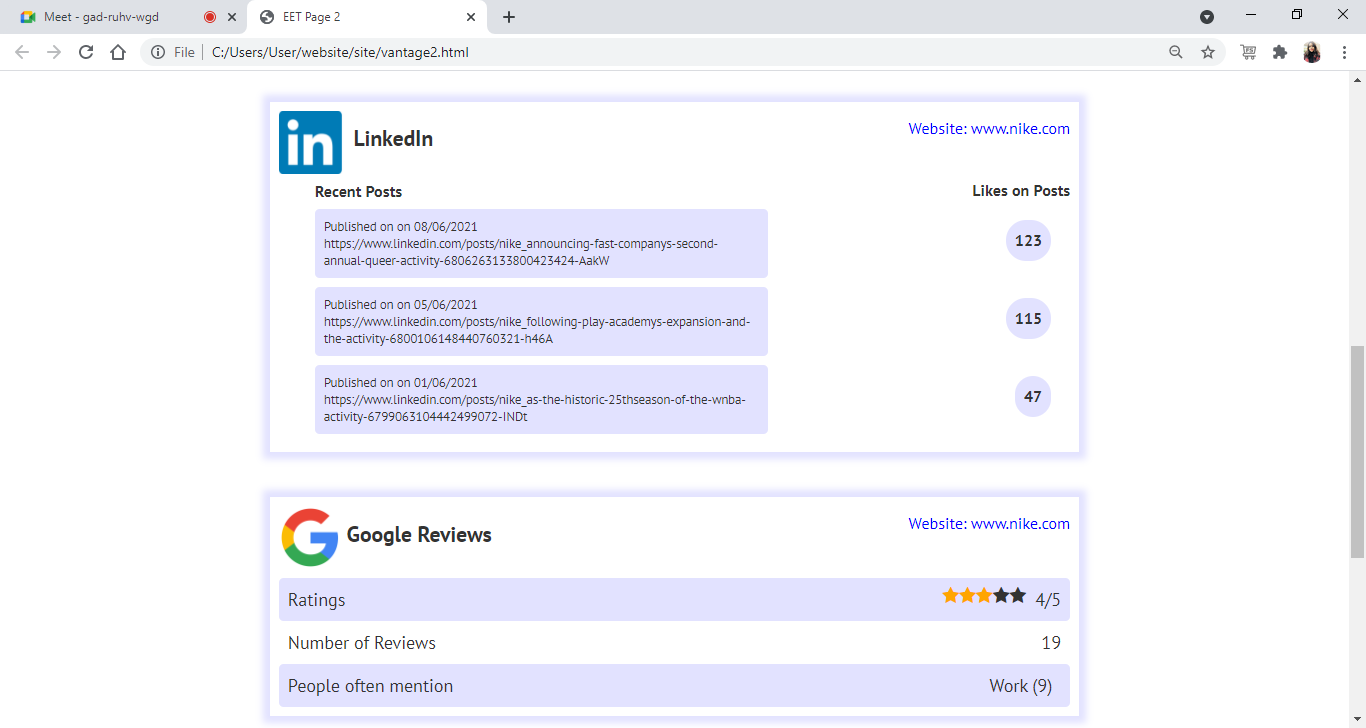 Meet - gad-ruhv-wgd
EET Page 2
File
C:/Users/User/website/site/vantage2.html
in
LinkedIn
Website: www.nike.com
Recent Posts
Likes on Posts
Published on on 08/06/2021
https://www.linkedin.com/posts/nike_announcing-fast-companys-second-
annual-queer-activity-6806263133800423424-AakW
123
Published on on 05/06/2021
https://www.linkedin.com/posts/nike_following-play-academys-expansion-and-
the-activity-6800106148440760321-h46A
115
Published on on 01/06/2021
https://www.linkedin.com/posts/nike_as-the-historic-25thseason-of-the-wnba-
activity-6799063104442499072-INDt
47
Google Reviews
Website: www.nike.com
Ratings
4/5
Number of Reviews
19
People often mention
Work (9)